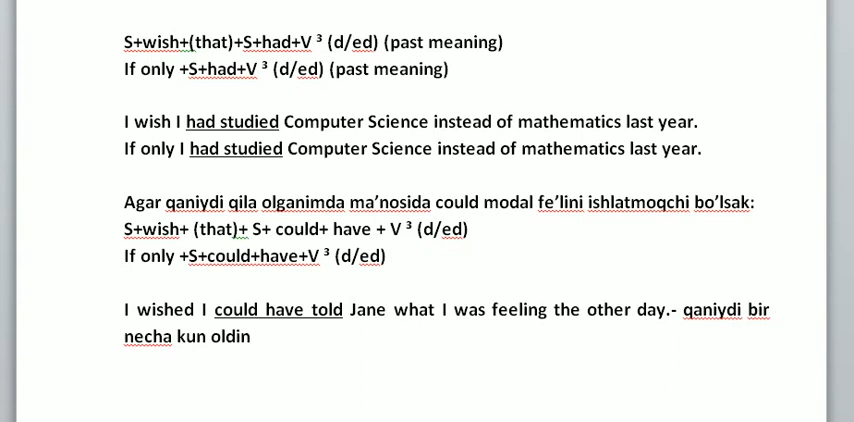 S+wish+(that)+S+had+V ³ (d/ed) (past meaning)
If only +S+had+V ³ (d/ed) (past meaning)
I wish I had studied Computer Science instead of mathematics last year.
If only I had studied Computer Science instead of mathematics last year.
Agar qaniydi qila olganimda ma’nosida could modal fe’lini ishlatmoqchi bo’lsak:
S+wish+ (that)+ S+ could+ have + V ³ (d/ed)
If only +S+could+have+V ³ (d/ed)
I wished I could have told Jane what I was feeling the other day.- qaniydi bir
necha kun oldin